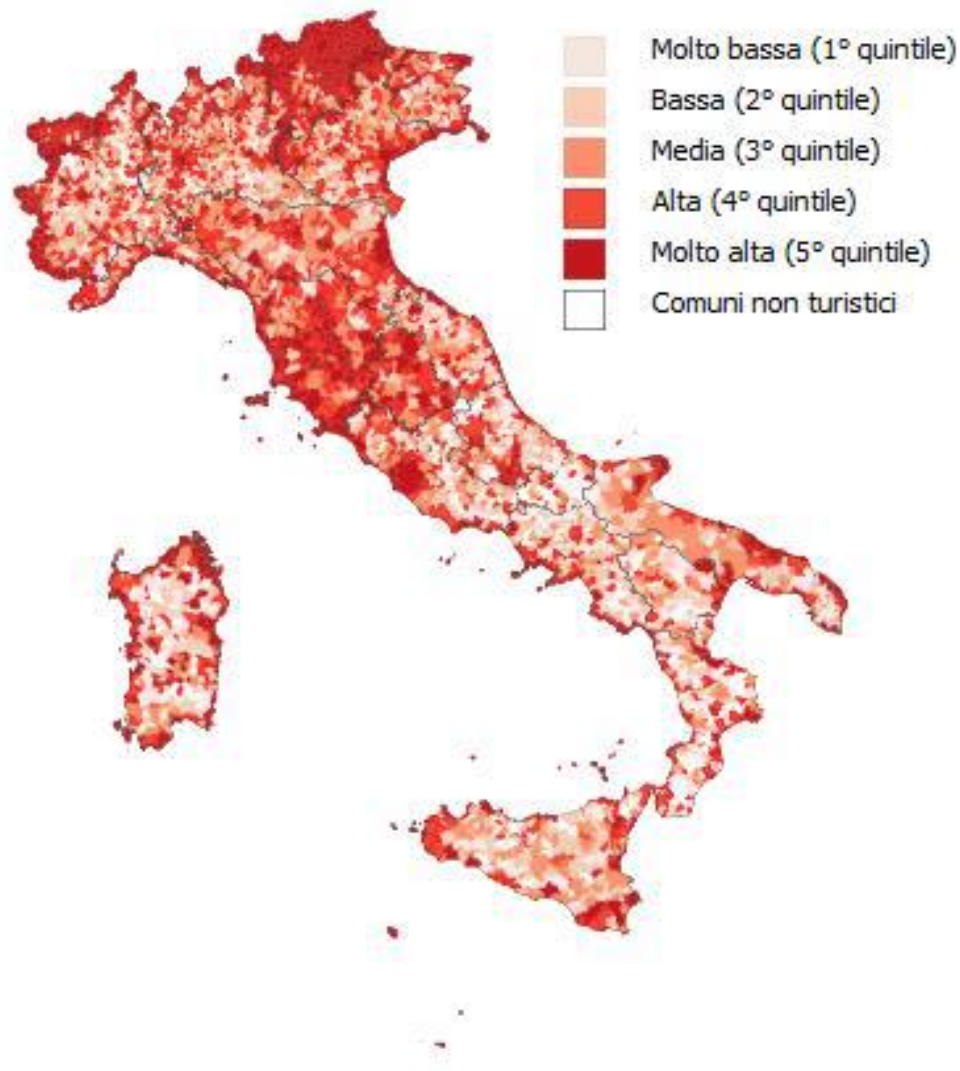 Molto bassa (1° quintile)
Bassa (2° quintile)
Media (3° quintile)
Alta (4° quintile)
Molto alta (5° quintile)
Comuni non turistici